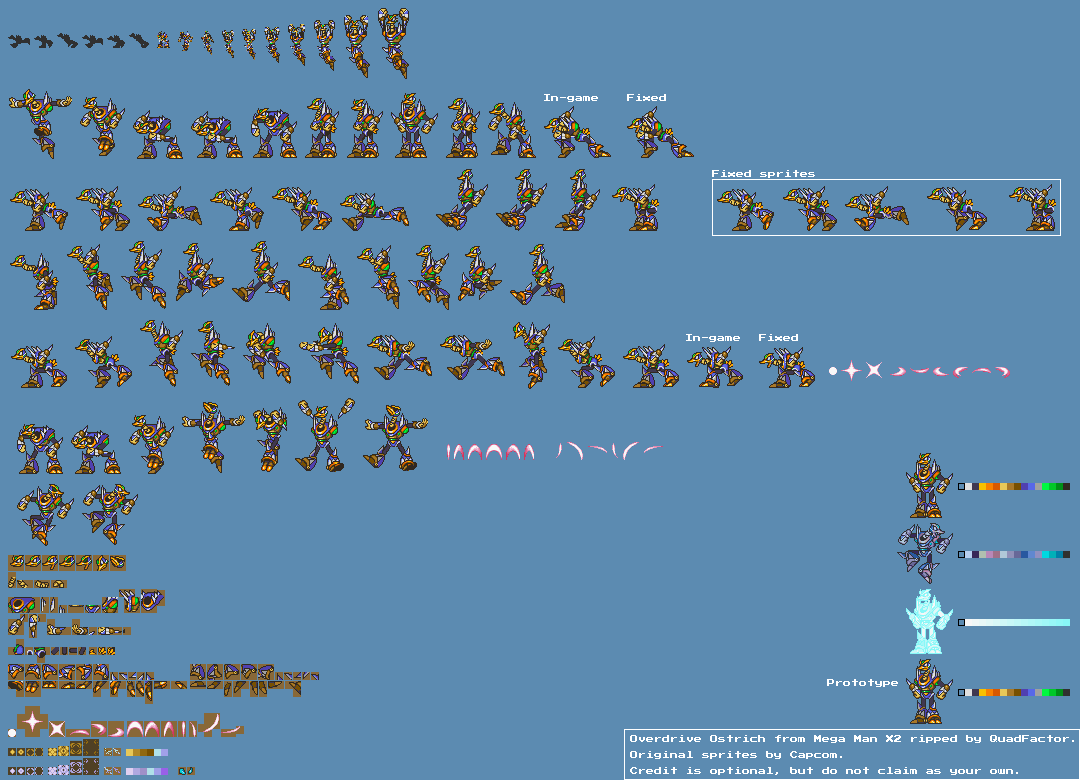 In-game Fixed
Fixed sprites
In-game Fixed
Prototype
Overdrive Ostrich from Mega Man X2 ripped by QuadFactor.
Original sprites by Capcom.
Credit is optional, but do not claim as your own.